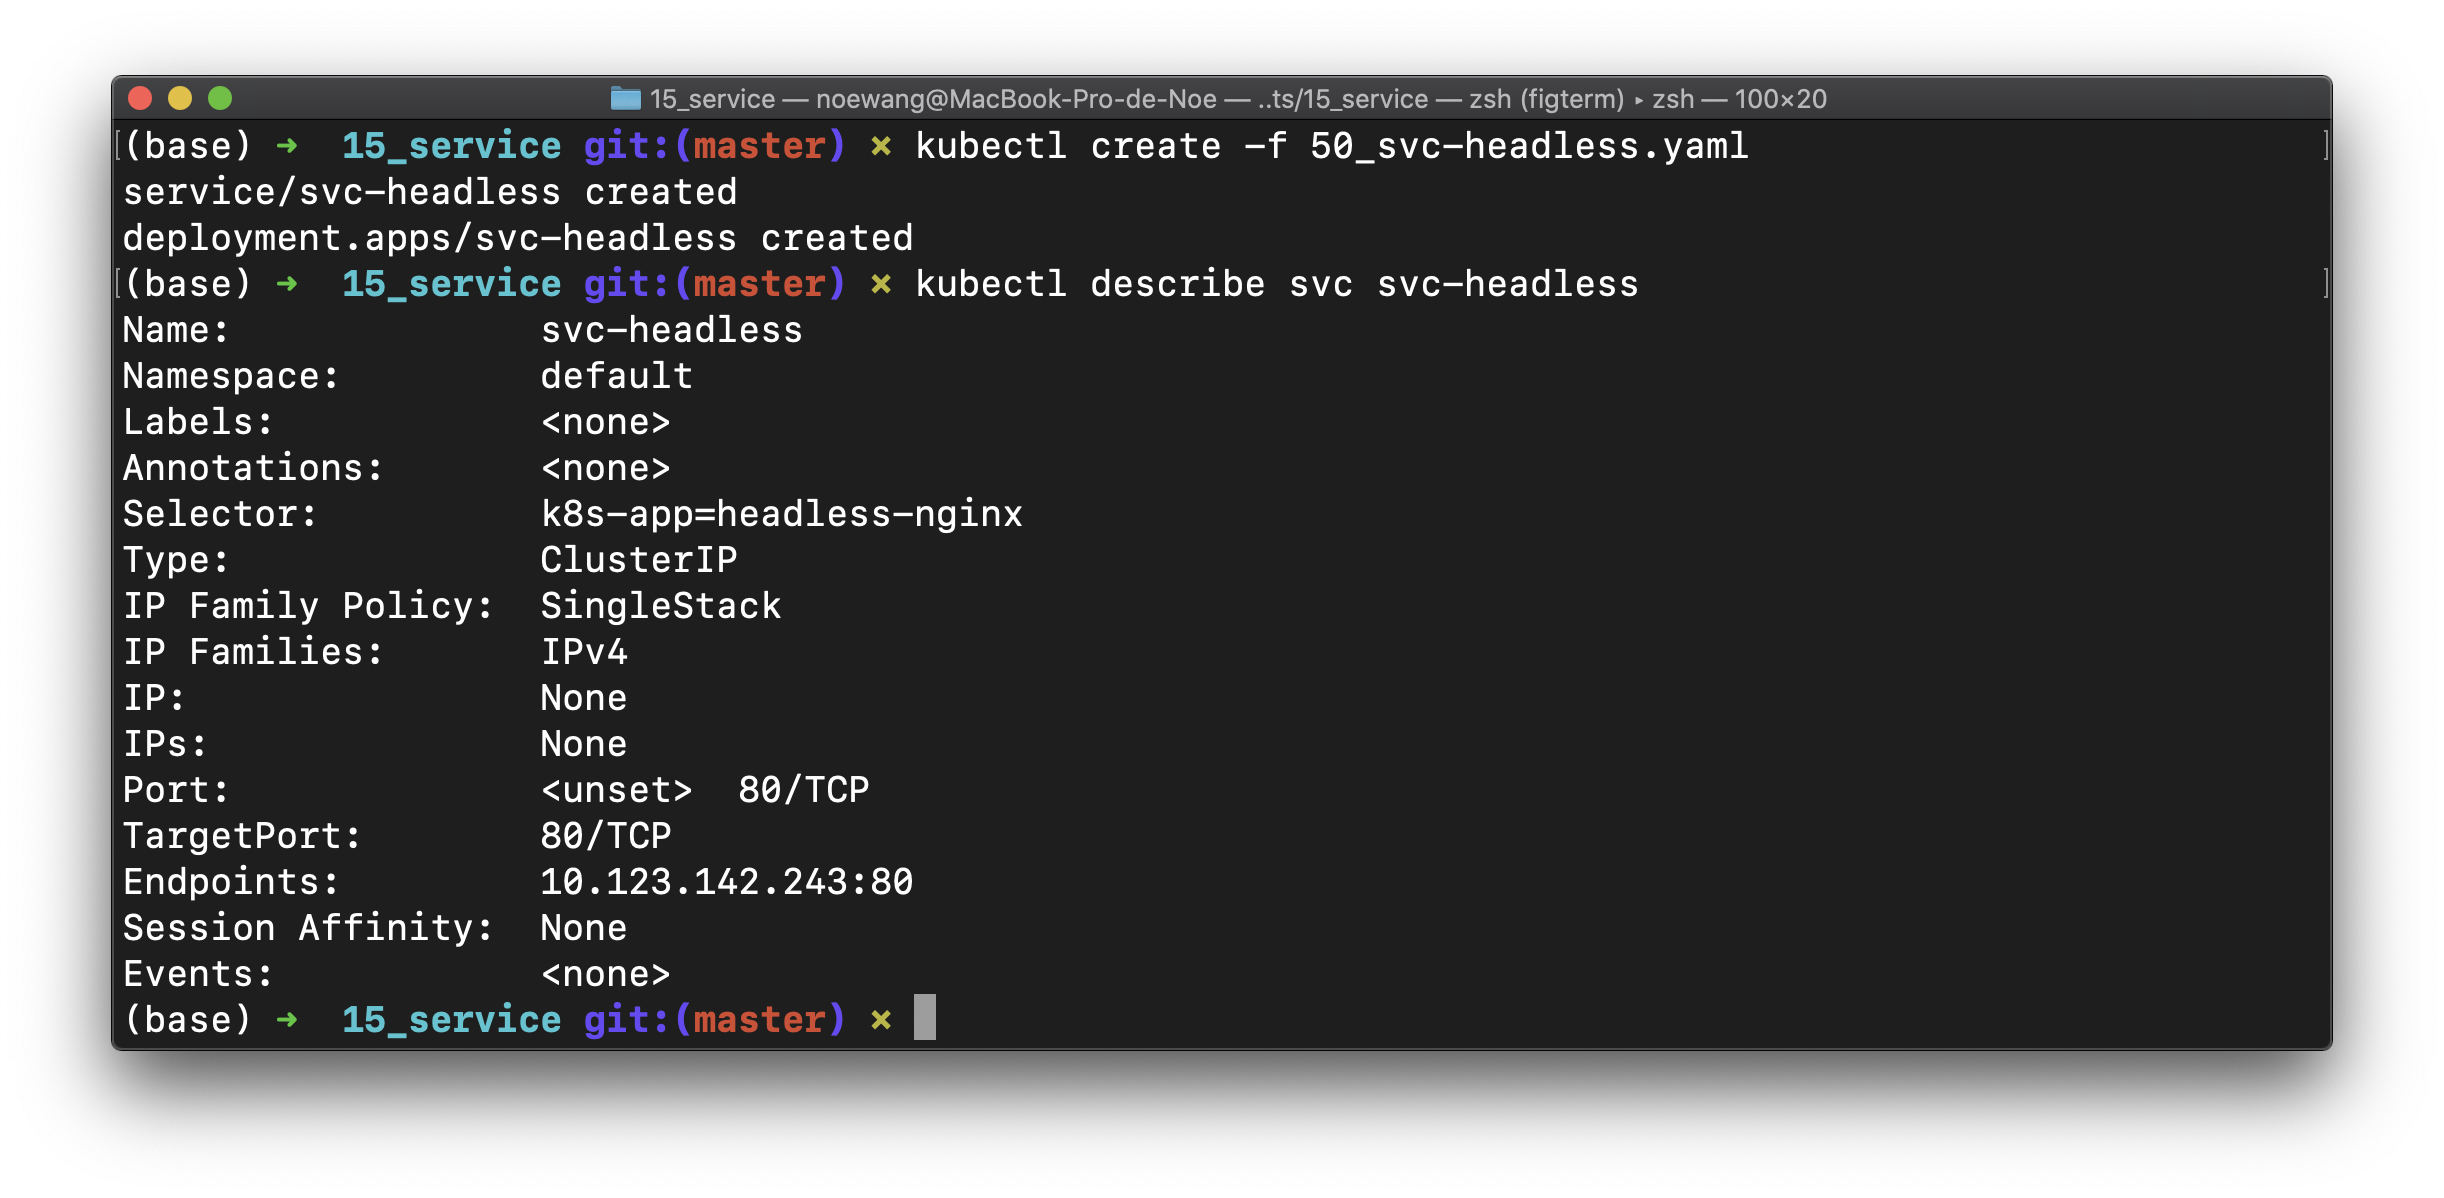 15_service — noewang@MacBook-Pro-de-Noe — ..ts/15_service — zsh (figterm) ▸ zsh — 100×20
(base) ➜  15_service git:(master) ✗ kubectl create -f 50_svc-headless.yaml
service/svc-headless created
deployment.apps/svc-headless created
(base) ➜  15_service git:(master) ✗ kubectl describe svc svc-headless
Name:              svc-headless
Namespace:         default
Labels:            <none>
Annotations:       <none>
Selector:          k8s-app=headless-nginx
Type:              ClusterIP
IP Family Policy:  SingleStack
IP Families:       IPv4
IP:                None
IPs:               None
Port:              <unset>  80/TCP
TargetPort:        80/TCP
Endpoints:         10.123.142.243:80
Session Affinity:  None
Events:            <none>
(base) ➜  15_service git:(master) ✗